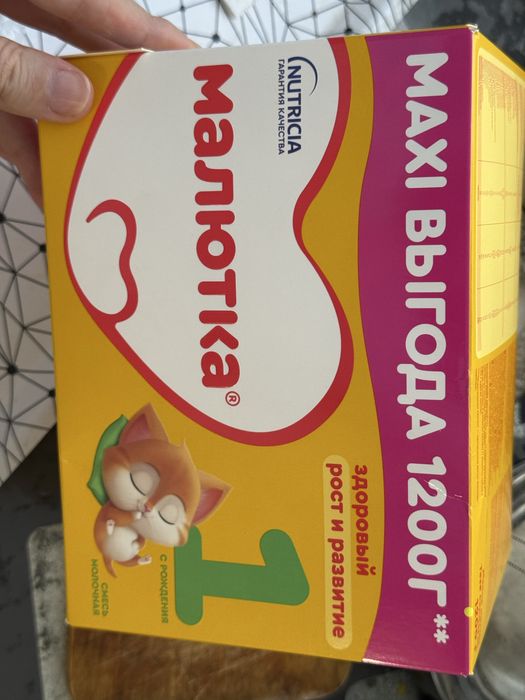 MAXI ВЫГОДА 1200Г**
NUTRICIA
ГАРАНТИЯ КАЧЕСТВА
малютка®
здоровый
рост и развитие
1
С РОЖДЕНИЯ
СМЕСЬ
МОЛОЧНАЯ